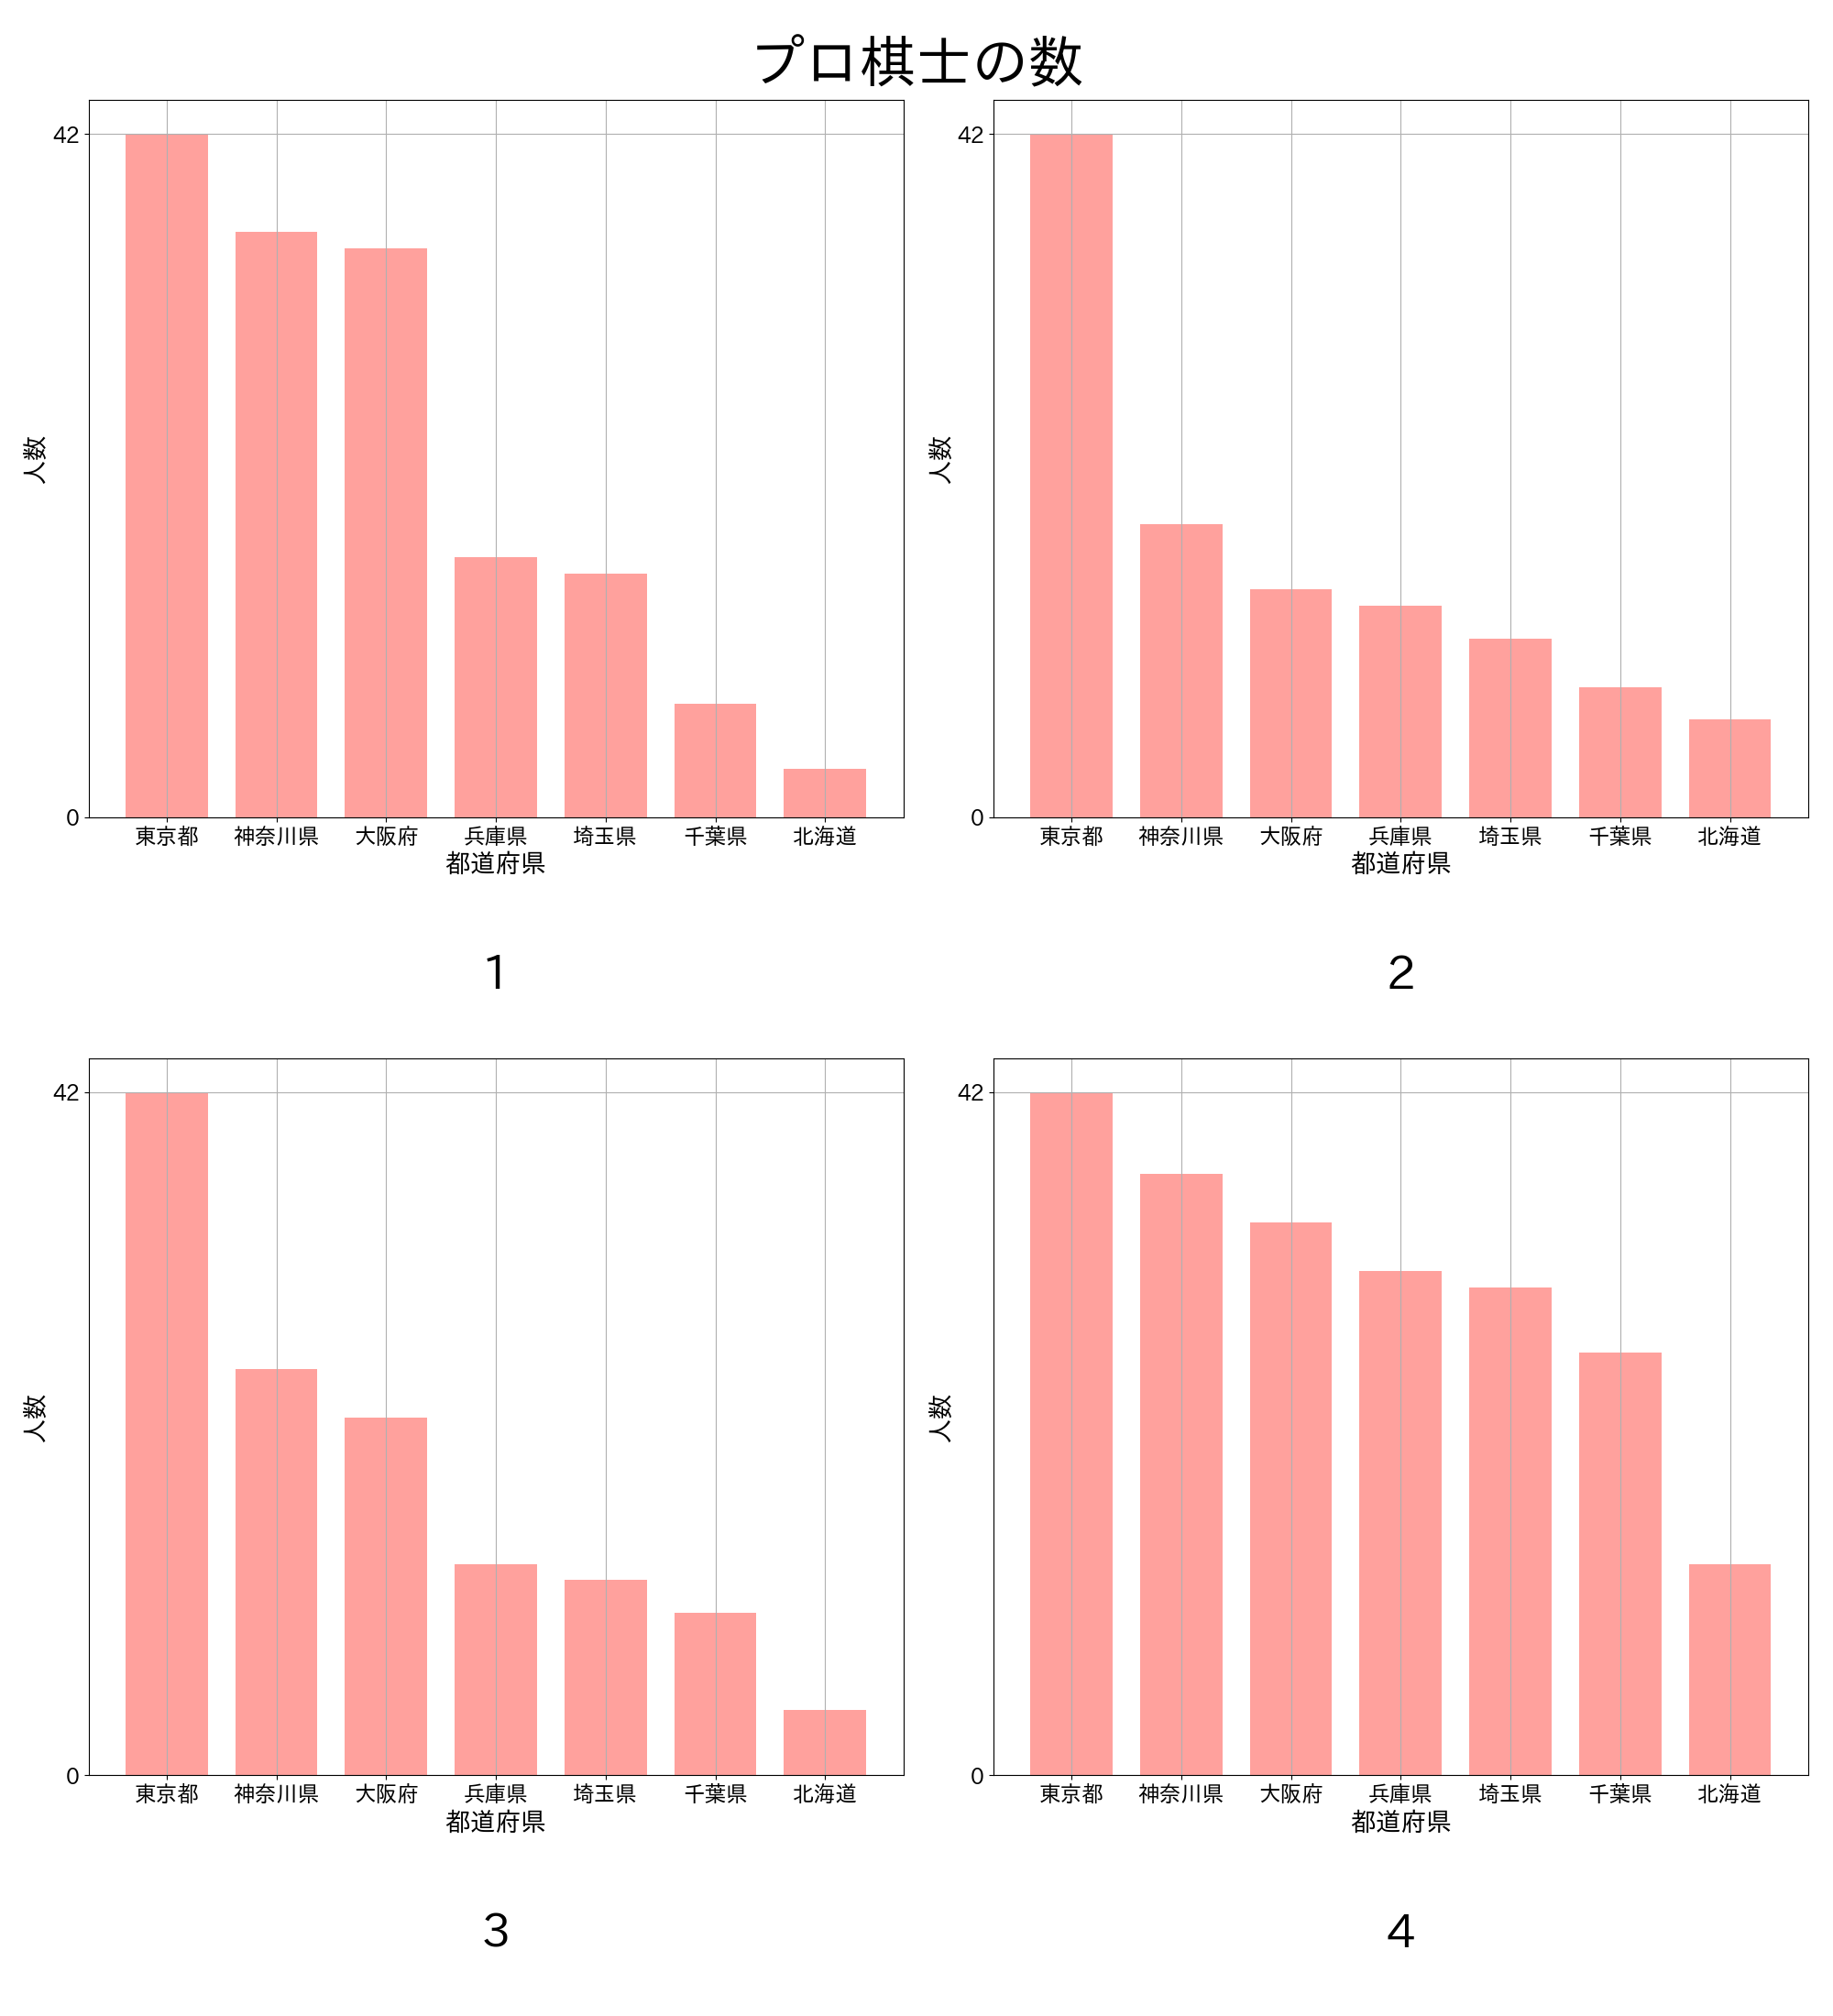 プロ棋士の数
42
0
人数
東京都 神奈川県 大阪府 兵庫県 埼玉県 千葉県 北海道
都道府県
1
42
0
人数
東京都 神奈川県 大阪府 兵庫県 埼玉県 千葉県 北海道
都道府県
2
42
0
人数
東京都 神奈川県 大阪府 兵庫県 埼玉県 千葉県 北海道
都道府県
3
42
0
人数
東京都 神奈川県 大阪府 兵庫県 埼玉県 千葉県 北海道
都道府県
4